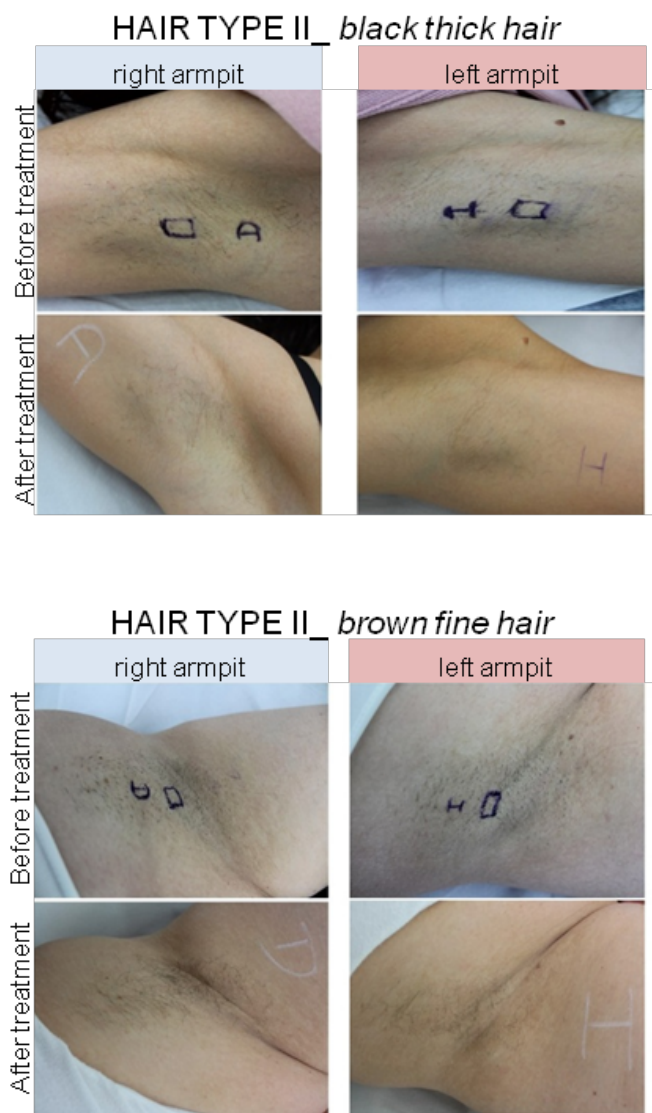 HAIR TYPE II_ black thick hair
right armpit
left armpit
Before treatment
D
H
After treatment
D
H
HAIR TYPE II_ brown fine hair
right armpit
left armpit
Before treatment
D
H
After treatment
D
H